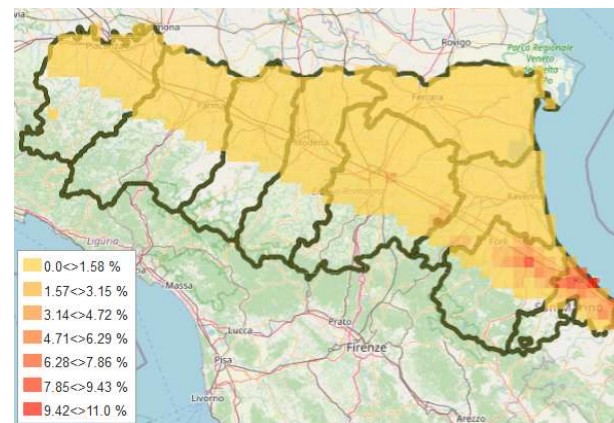 Rovigo
Parco Regionale
Veneto
Ferrara
Parma
Modena
Ravenna
Forlì
Liguria
Massa
Lucca
Prato
Pisa
Firenze
Livorno
Arezzo
0.0<>1.58 %
1.57<>3.15 %
3.14<>4.72 %
4.71<>6.29 %
6.28<>7.86 %
7.85<>9.43 %
9.42<>11.0 %